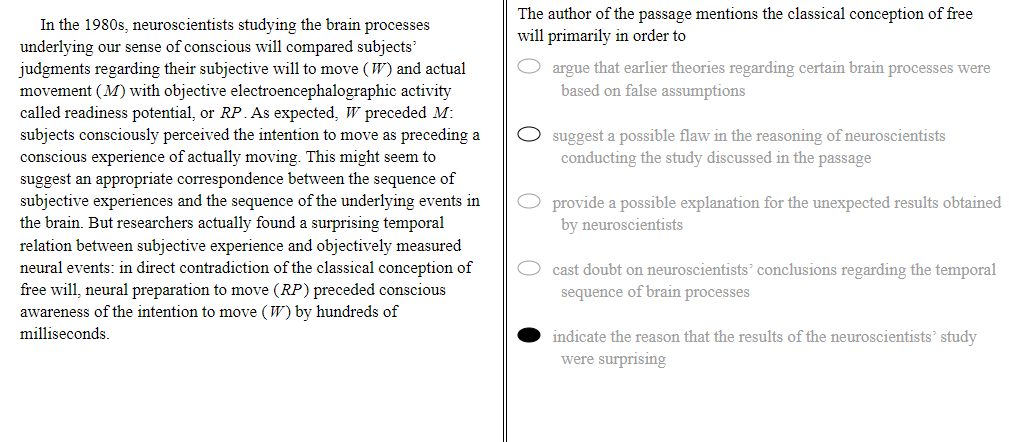 In the 1980s, neuroscientists studying the brain processes
underlying our sense of conscious will compared subjects’
judgments regarding their subjective will to move (W) and actual
movement (M) with objective electroencephalographic activity
called readiness potential, or RP. As expected, W preceded M:
subjects consciously perceived the intention to move as preceding a
conscious experience of actually moving. This might seem to
suggest an appropriate correspondence between the sequence of
subjective experiences and the sequence of the underlying events in
the brain. But researchers actually found a surprising temporal
relation between subjective experience and objectively measured
neural events: in direct contradiction of the classical conception of
free will, neural preparation to move (RP) preceded conscious
awareness of the intention to move (W) by hundreds of
milliseconds.
The author of the passage mentions the classical conception of free
will primarily in order to
argue that earlier theories regarding certain brain processes were
based on false assumptions
suggest a possible flaw in the reasoning of neuroscientists
conducting the study discussed in the passage
provide a possible explanation for the unexpected results obtained
by neuroscientists
cast doubt on neuroscientists’ conclusions regarding the temporal
sequence of brain processes
indicate the reason that the results of the neuroscientists’ study
were surprising